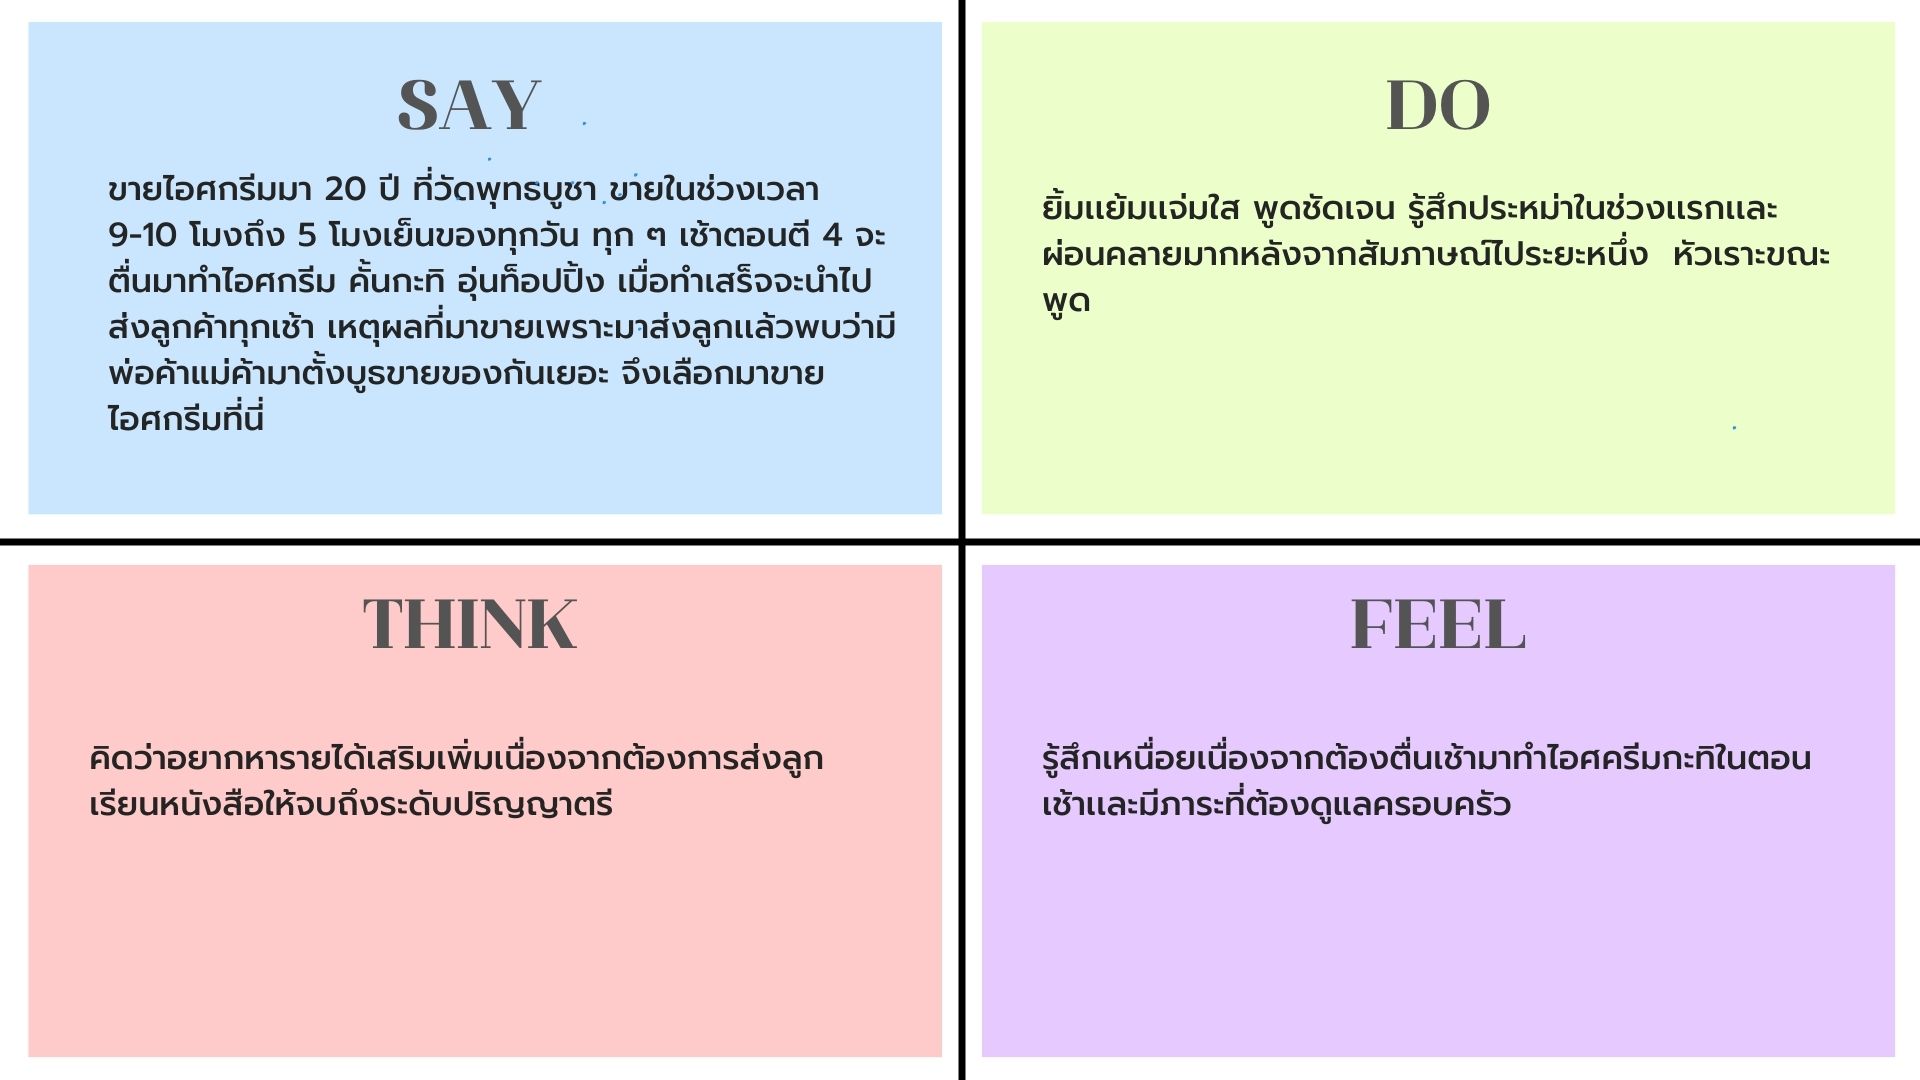 SAY
ขายไอศกรีมมา 20 ปี ที่วัดพุทธบูชา ขายในช่วงเวลา
9-10 โมงถึง 5 โมงเย็นของทุกวัน ทุก ๆ เช้าตอนตี 4 จะ
ตื่นมาทำไอศกรีม คั้นกะทิ อุ่นท็อปปิ้ง เมื่อทำเสร็จจะนำไป
ส่งลูกค้าทุกเช้า เหตุผลที่มาขายเพราะมาส่งลูกแล้วพบว่ามี
พ่อค้าแม่ค้ามาตั้งบูธขายของกันเยอะ จึงเลือกมาขาย
ไอศกรีมที่นี่
DO
ยิ้มแย้มแจ่มใส พูดชัดเจน รู้สึกประหม่าในช่วงแรกและ
ผ่อนคลายมากหลังจากสัมภาษณ์ไประยะหนึ่ง หัวเราะขณะ
พูด
THINK
คิดว่าอยากหารายได้เสริมเพิ่มเนื่องจากต้องการส่งลูก
เรียนหนังสือให้จบถึงระดับปริญญาตรี
FEEL
รู้สึกเหนื่อยเนื่องจากต้องตื่นเช้ามาทำไอศครีมกะทิในตอน
เช้าและมีภาระที่ต้องดูแลครอบครัว